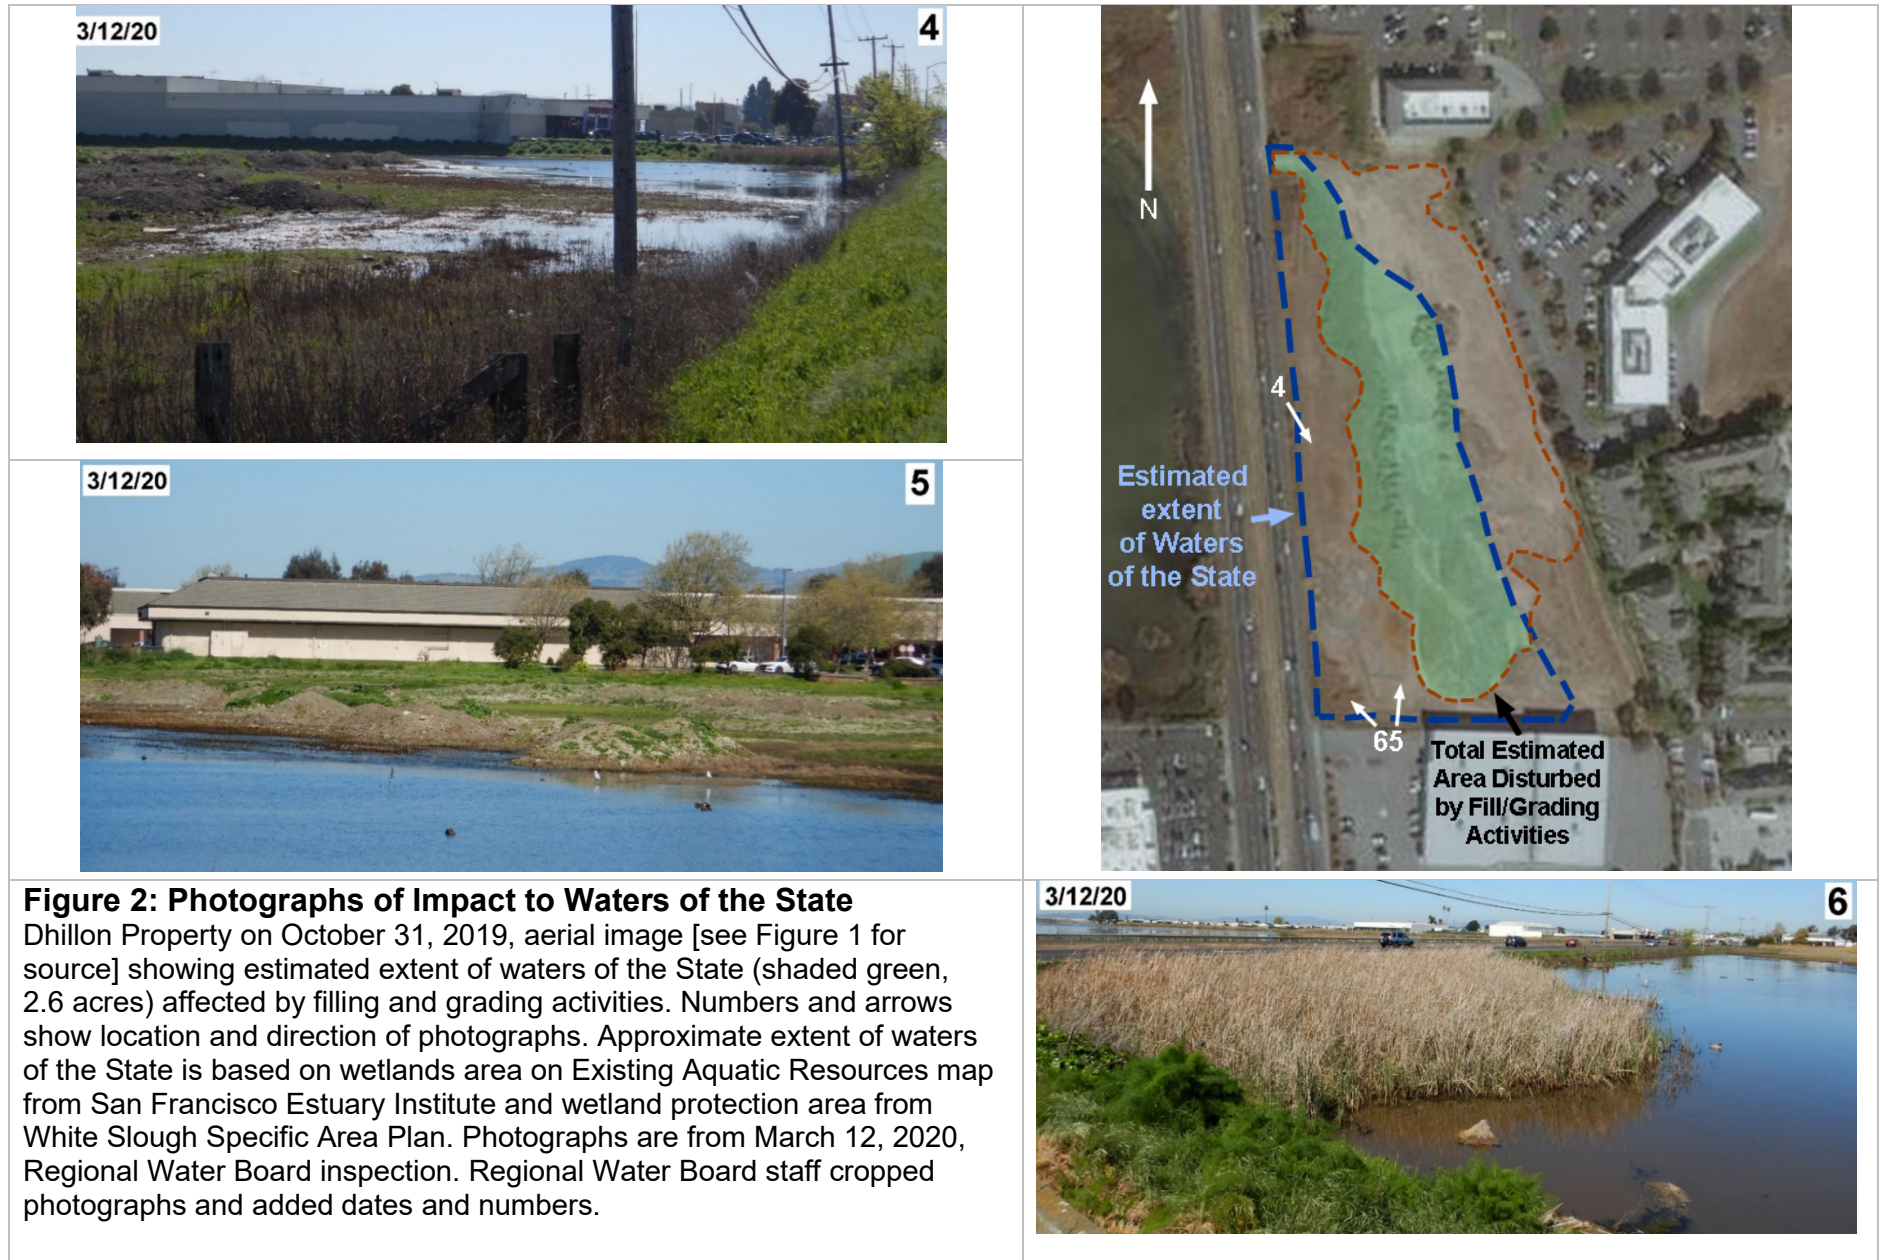 3/12/20
4
N
4
Estimated
extent
of Waters
of the State
65
Total Estimated
Area Disturbed
by Fill/Grading
Activities
3/12/20
5
Figure 2: Photographs of Impact to Waters of the State
Dhillon Property on October 31, 2019, aerial image [see Figure 1 for
source] showing estimated extent of waters of the State (shaded green,
2.6 acres) affected by filling and grading activities. Numbers and arrows
show location and direction of photographs. Approximate extent of waters
of the State is based on wetlands area on Existing Aquatic Resources map
from San Francisco Estuary Institute and wetland protection area from
White Slough Specific Area Plan. Photographs are from March 12, 2020,
Regional Water Board inspection. Regional Water Board staff cropped
photographs and added dates and numbers.
3/12/20
6